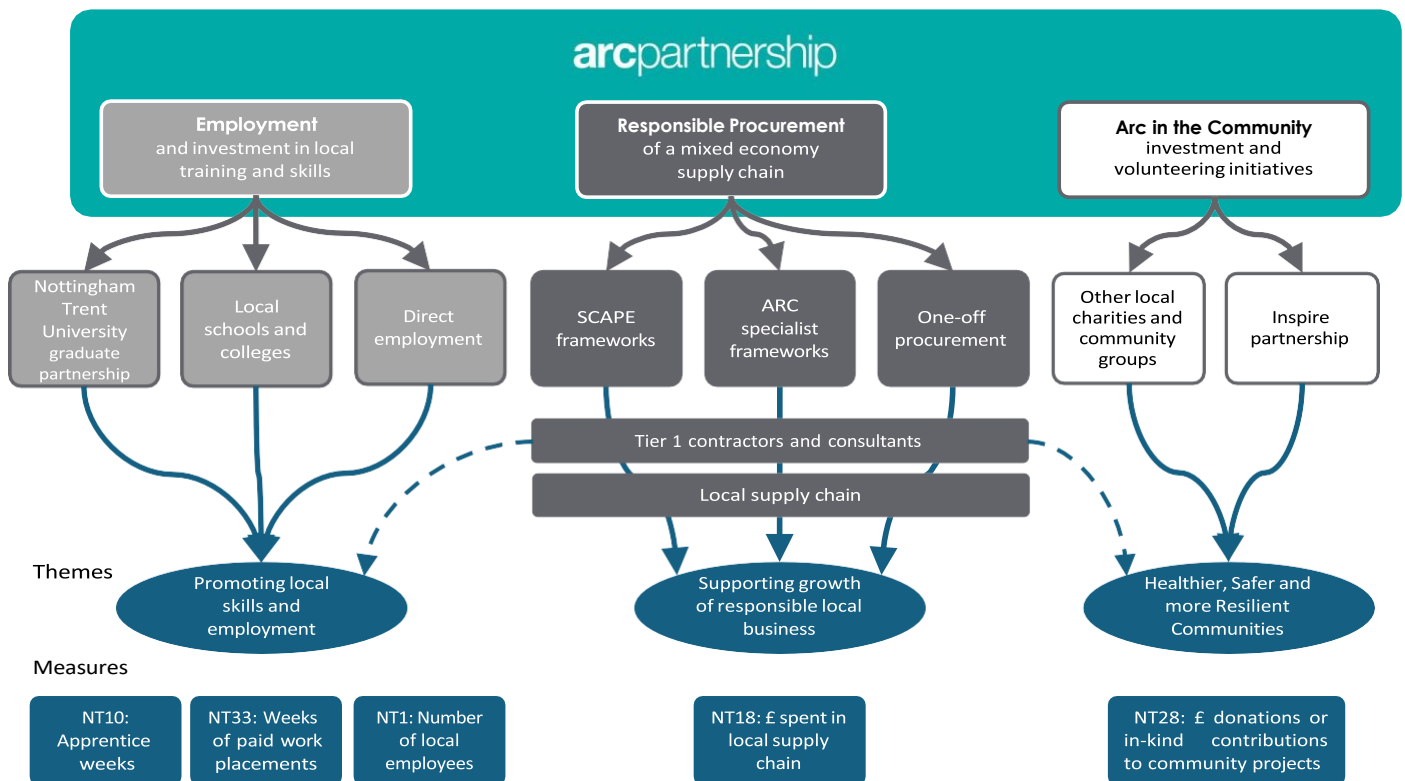 arcpartnership
Employment
and investment in local
training and skills
Responsible Procurement
of a mixed economy
supply chain
Arc in the Community
investment and
volunteering initiatives
Nottingham
Trent
University
graduate
partnership
Local
schools and
colleges
Direct
employment
SCAPE
frameworks
ARC
specialist
frameworks
One-off
procurement
Other local
charities and
community
groups
Inspire
partnership
Tier 1 contractors and consultants
Local supply chain
Themes
Promoting local
skills and
employment
Supporting growth
of responsible local
business
Healthier, Safer and
more Resilient
Communities
Measures
NT10:
Apprentice
weeks
NT33: Weeks
of paid work
placements
NT1: Number
of local
employees
NT18: £ spent in
local supply
chain
NT28: £ donations or
in-kind contributions
to community projects